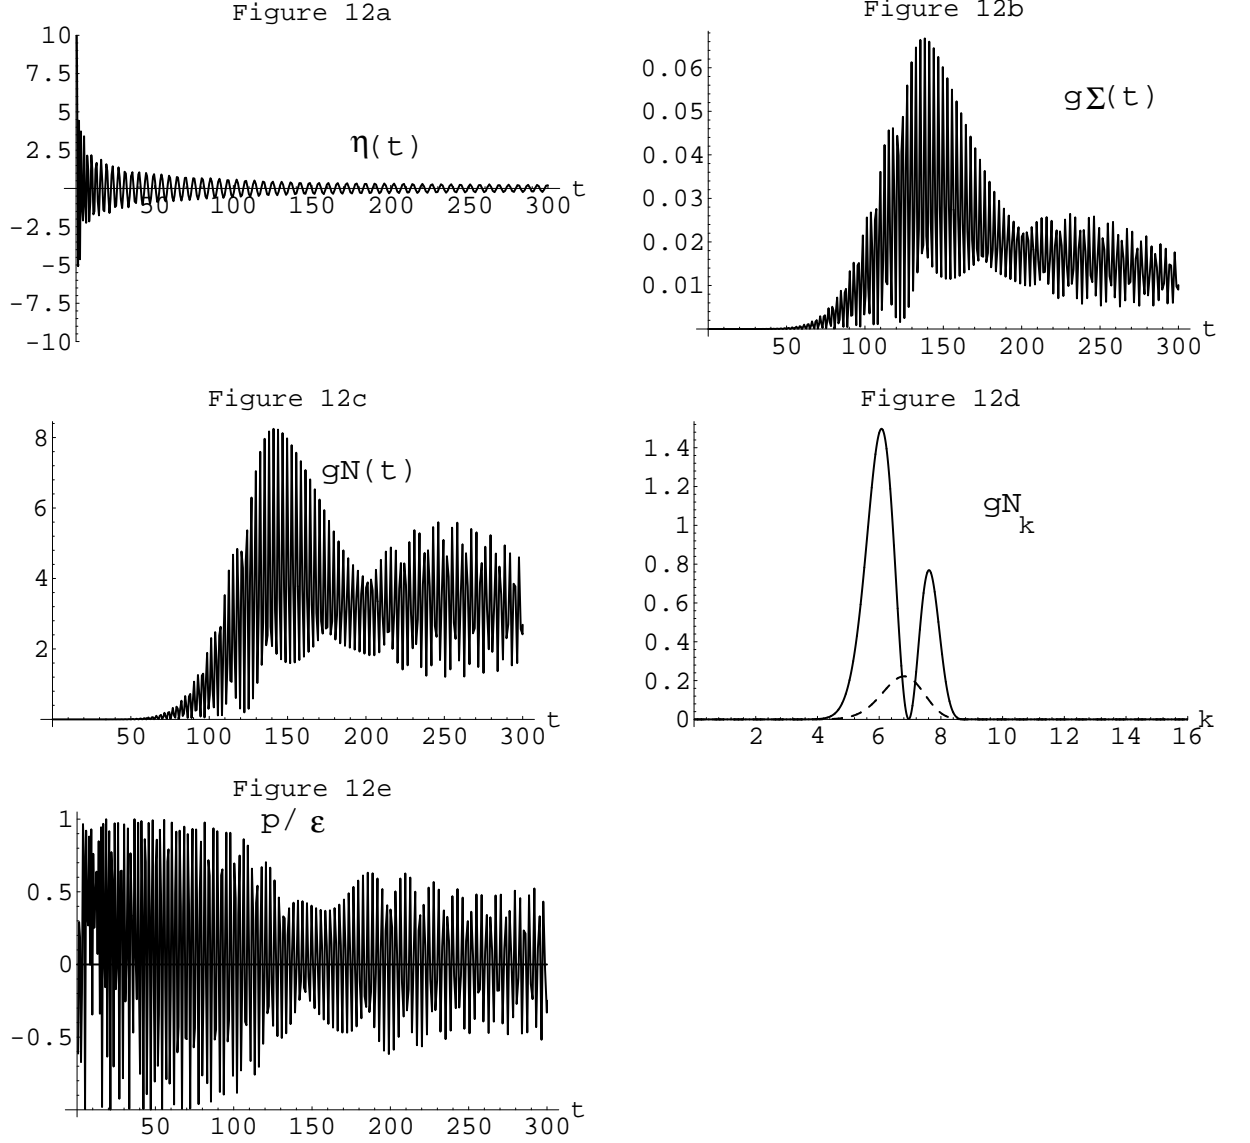 Figure 12a
10
7.5
5
2.5
−2.5
−5
−7.5
−10
η(t)
50 100 150 200 250 300 t
Figure 12b
0.06
0.05
0.04
0.03
0.02
0.01
gΣ(t)
50 100 150 200 250 300 t
Figure 12c
8
6
4
2
gN(t)
50 100 150 200 250 300 t
Figure 12d
1.4
1.2
1
0.8
0.6
0.4
0.2
0
gN
k
2 4 6 8 10 12 14 16 k
Figure 12e
p/ ε
1
0.5
0
−0.5
50 100 150 200 250 300 t